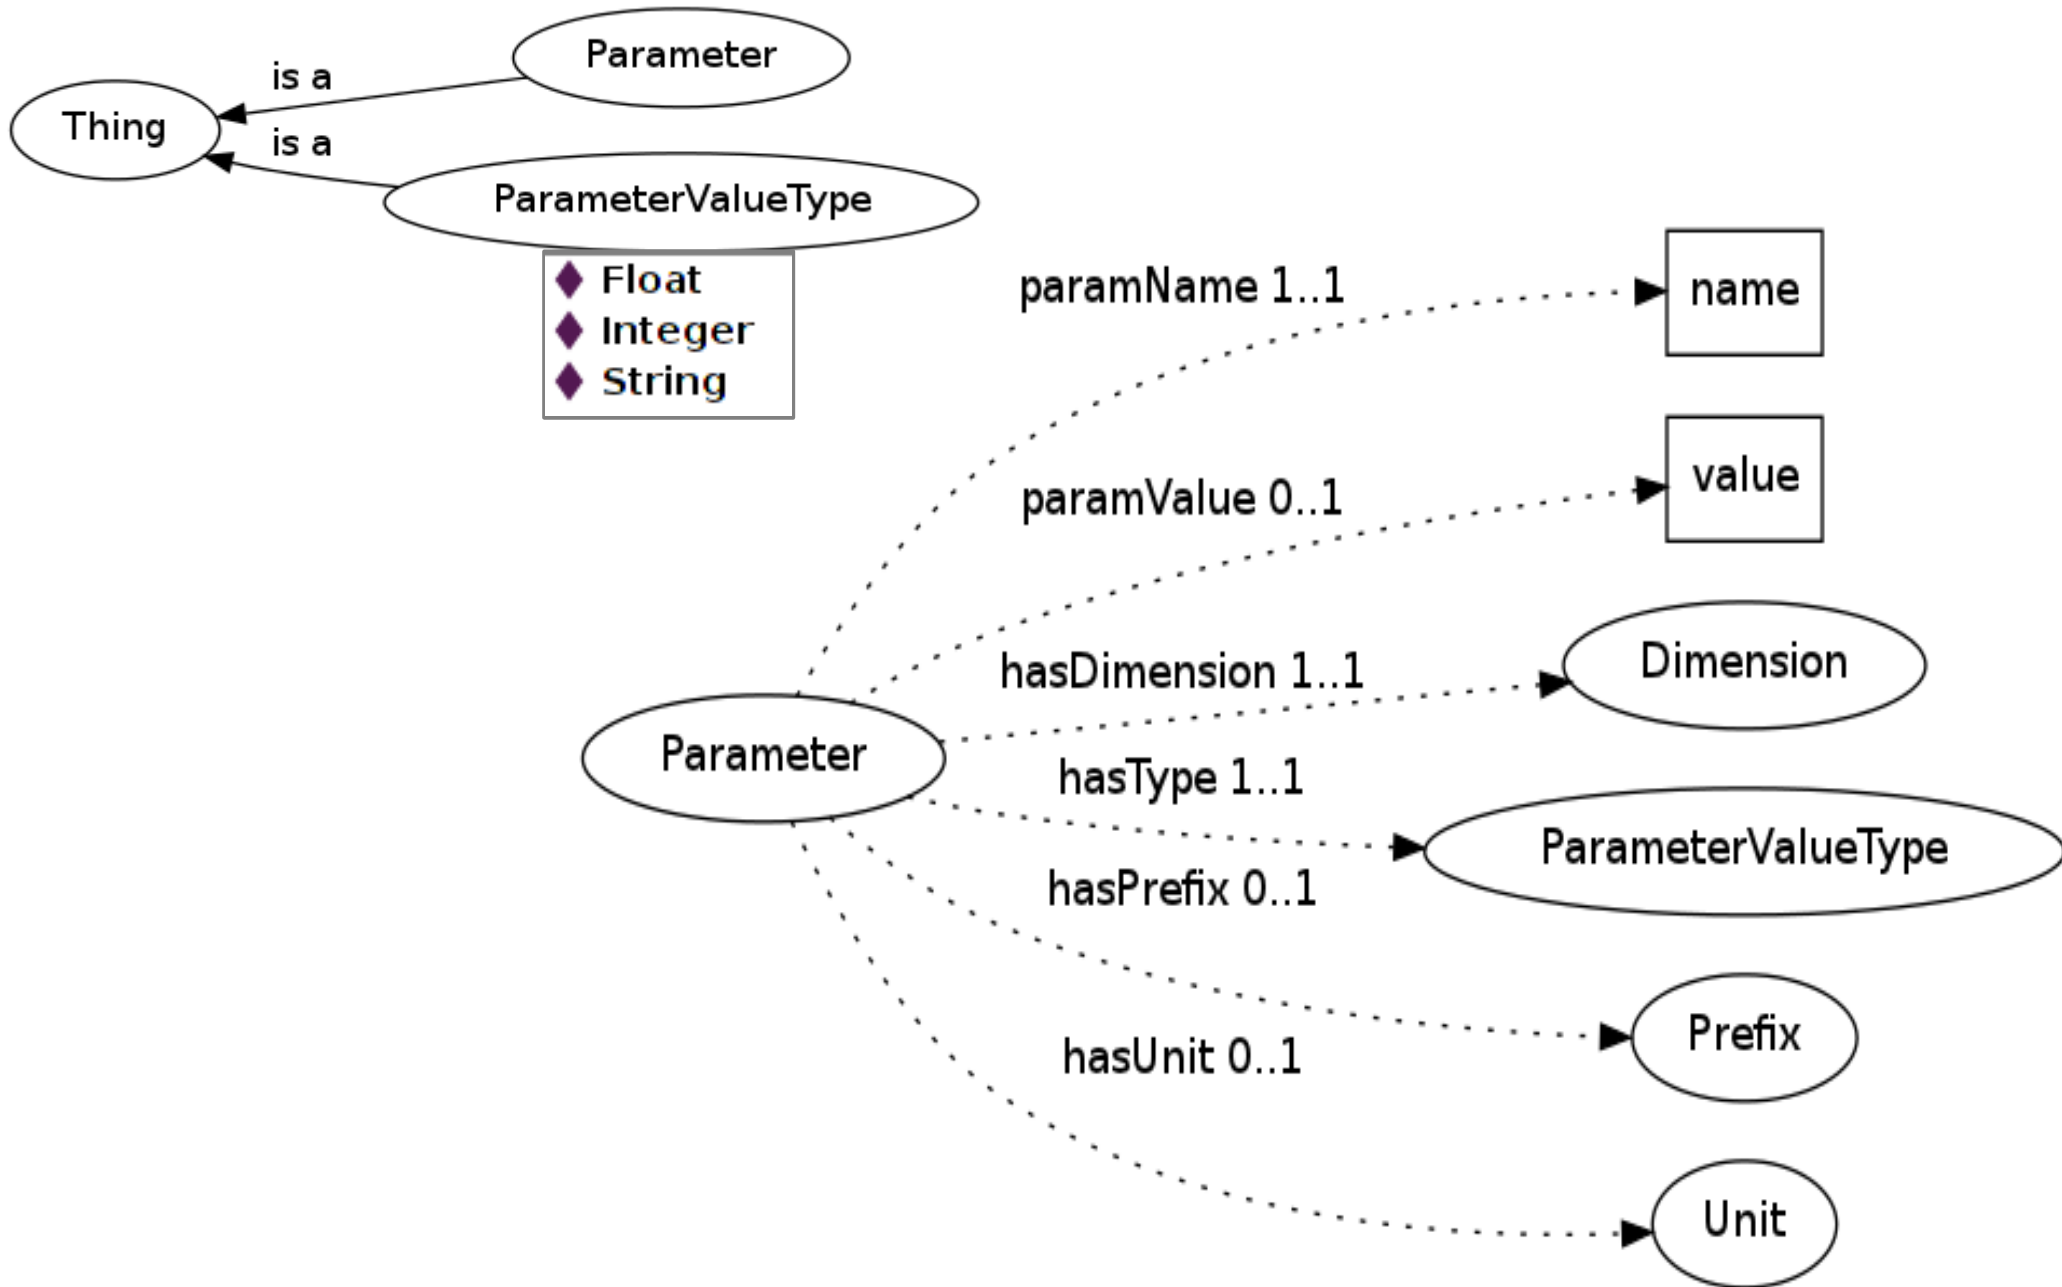 Parameter
is a
Thing
is a
ParameterValueType
Float
Integer
String
paramName 1..1
name
paramValue 0..1
value
hasDimension 1..1
Dimension
Parameter
hasType 1..1
ParameterValueType
hasPrefix 0..1
Prefix
hasUnit 0..1
Unit